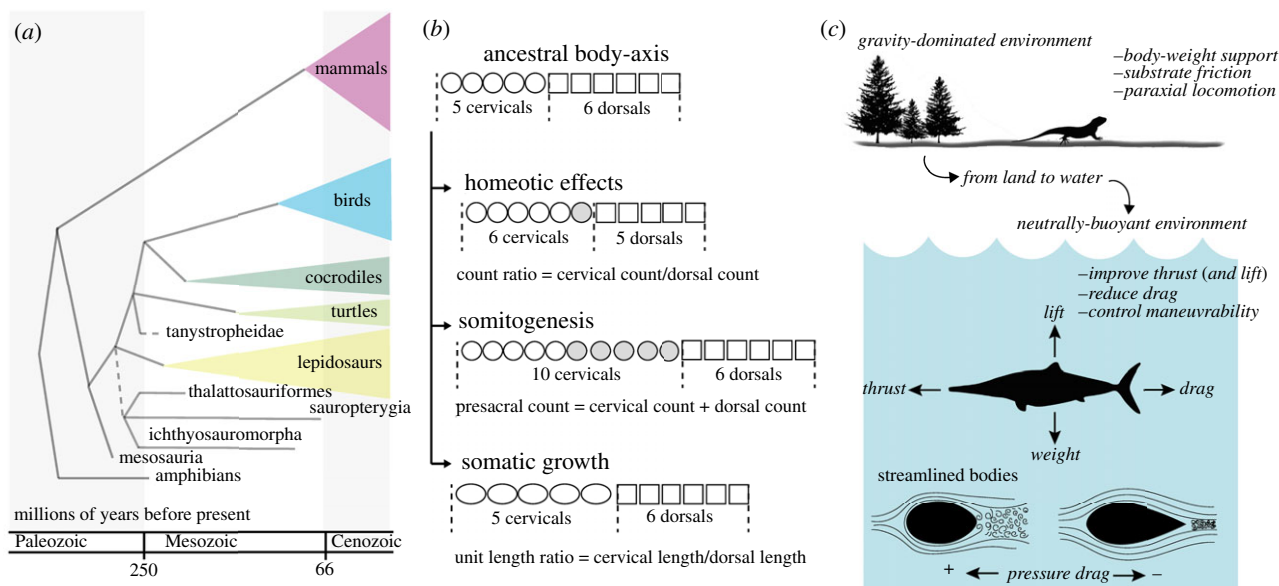 (a)
mammals
birds
cocrodiles
turtles
tanystropheidae
lepidosaurs
thalattosauriformes
sauropterygia
ichthyosauromorpha
mesosauria
amphibians
millions of years before present
Paleozoic
Mesozoic
Cenozoic
250
66
(b)
ancestral body-axis
5 cervicals
6 dorsals
homeotic effects
6 cervicals
5 dorsals
count ratio = cervical count/dorsal count
somitogenesis
10 cervicals
6 dorsals
presacral count = cervical count + dorsal count
somatic growth
5 cervicals
6 dorsals
unit length ratio = cervical length/dorsal length
(c)
gravity-dominated environment
–body-weight support
–substrate friction
–paraxial locomotion
from land to water
neutrally-buoyant environment
–improve thrust (and lift)
–reduce drag
–control maneuvrability
lift
thrust
drag
weight
streamlined bodies
+
pressure drag
–